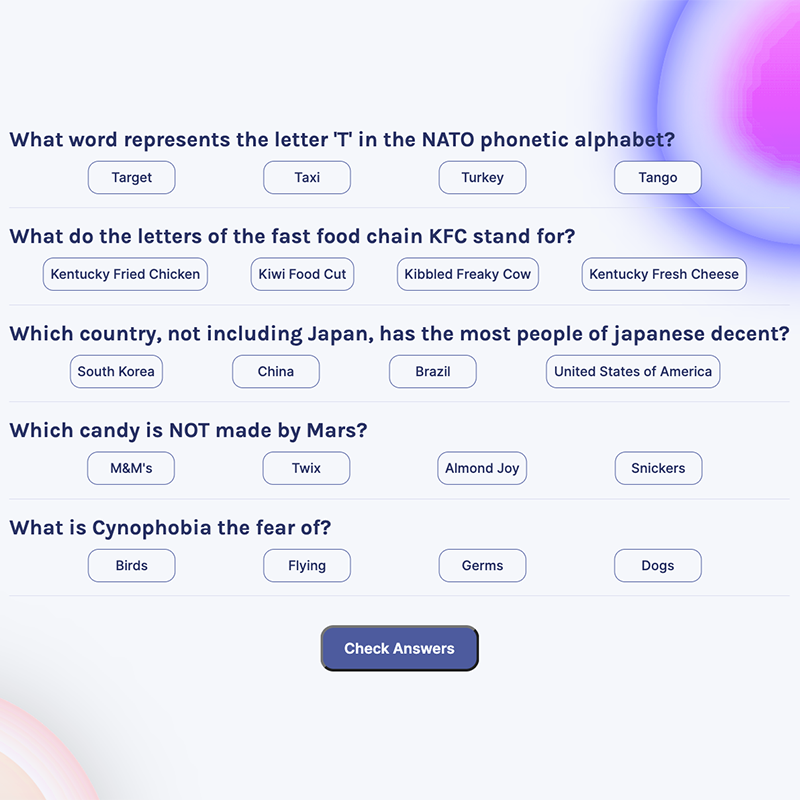 What word represents the letter 'T' in the NATO phonetic alphabet?
Target Taxi Turkey Tango
What do the letters of the fast food chain KFC stand for?
Kentucky Fried Chicken Kiwi Food Cut Kibbled Freaky Cow Kentucky Fresh Cheese
Which country, not including Japan, has the most people of japanese decent?
South Korea China Brazil United States of America
Which candy is NOT made by Mars?
M&M's Twix Almond Joy Snickers
What is Cynophobia the fear of?
Birds Flying Germs Dogs
Check Answers